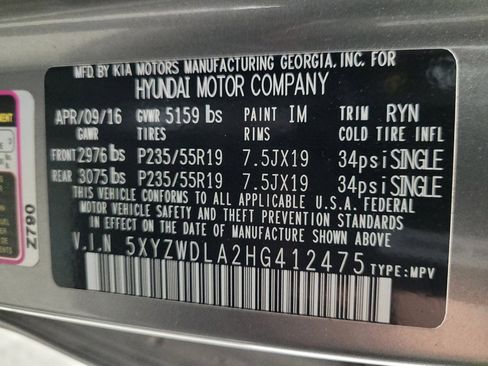 MFD. BY KIA MOTORS MANUFACTURING GEORGIA, INC. FOR
HYUNDAI MOTOR COMPANY
APR/09/16 GVWR 5159 lbs PAINT IM TRIM RYN
GAWR TIRES RIMS COLD TIRE INFL
FRONT 2976 lbs P235/55R19 7.5JX19 34psi SINGLE
REAR 3075 lbs P235/55R19 7.5JX19 34psi SINGLE
THIS VEHICLE CONFORMS TO ALL APPLICABLE U.S.A. FEDERAL
MOTOR VEHICLE SAFETY AND THEFT PREVENTION STANDARDS
IN EFFECT ON THE DATE OF MANUFACTURE SHOWN ABOVE.
V.I.N 5XYZWDLA2HG412475 TYPE:MPV
Z790